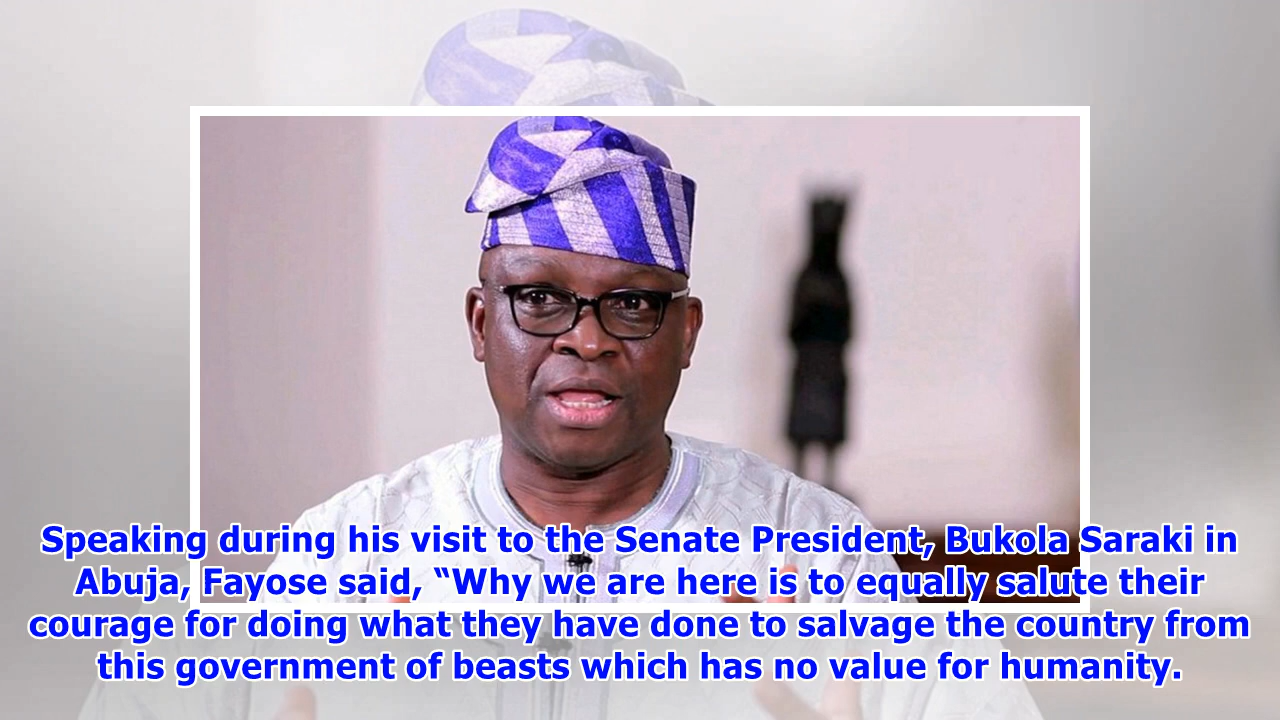 Speaking during his visit to the Senate President, Bukola Saraki in
Abuja, Fayose said, “Why we are here is to equally salute their
courage for doing what they have done to salvage the country from
this government of beasts which has no value for humanity.